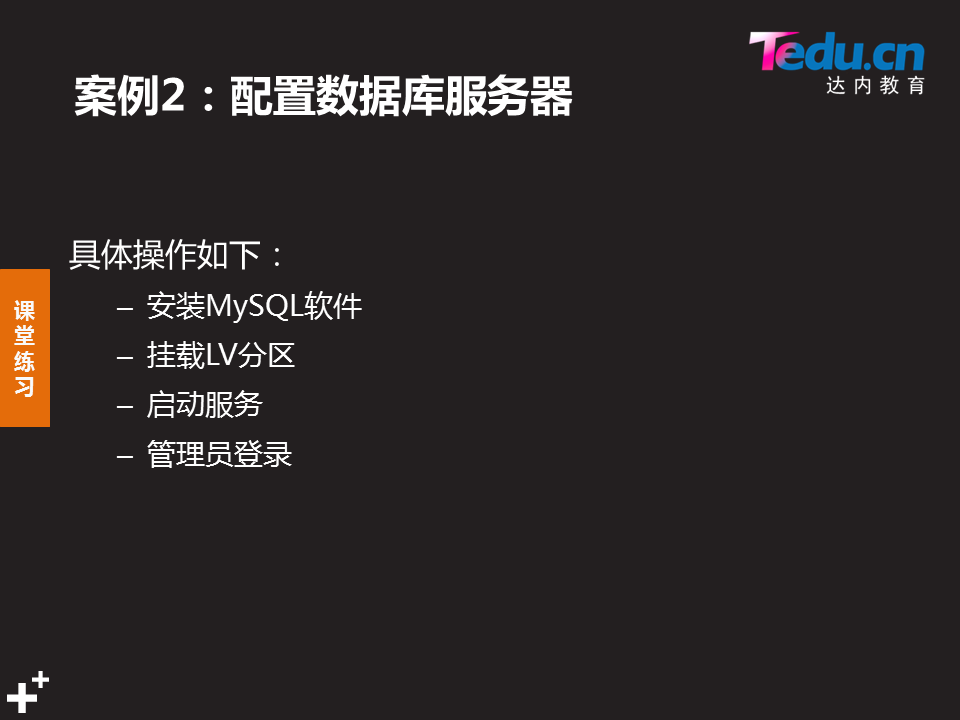 Tedu.cn
达内教育
案例2：配置数据库服务器
具体操作如下：
– 安装MySQL软件
– 挂载LV分区
– 启动服务
– 管理员登录
课
堂
练
习